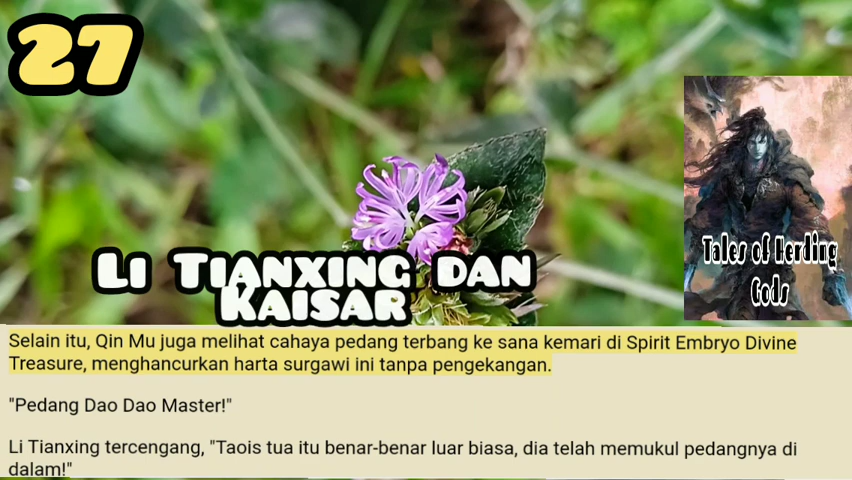 27
Tales of Herding
Gods
Li Tianxing dan
Kaisar
Selain itu, Qin Mu juga melihat cahaya pedang terbang ke sana kemari di Spirit Embryo Divine
Treasure, menghancurkan harta surgawi ini tanpa pengekangan.
"Pedang Dao Dao Master!"
Li Tianxing tercengang, "Taois tua itu benar-benar luar biasa, dia telah memukul pedangnya di
dalam!"